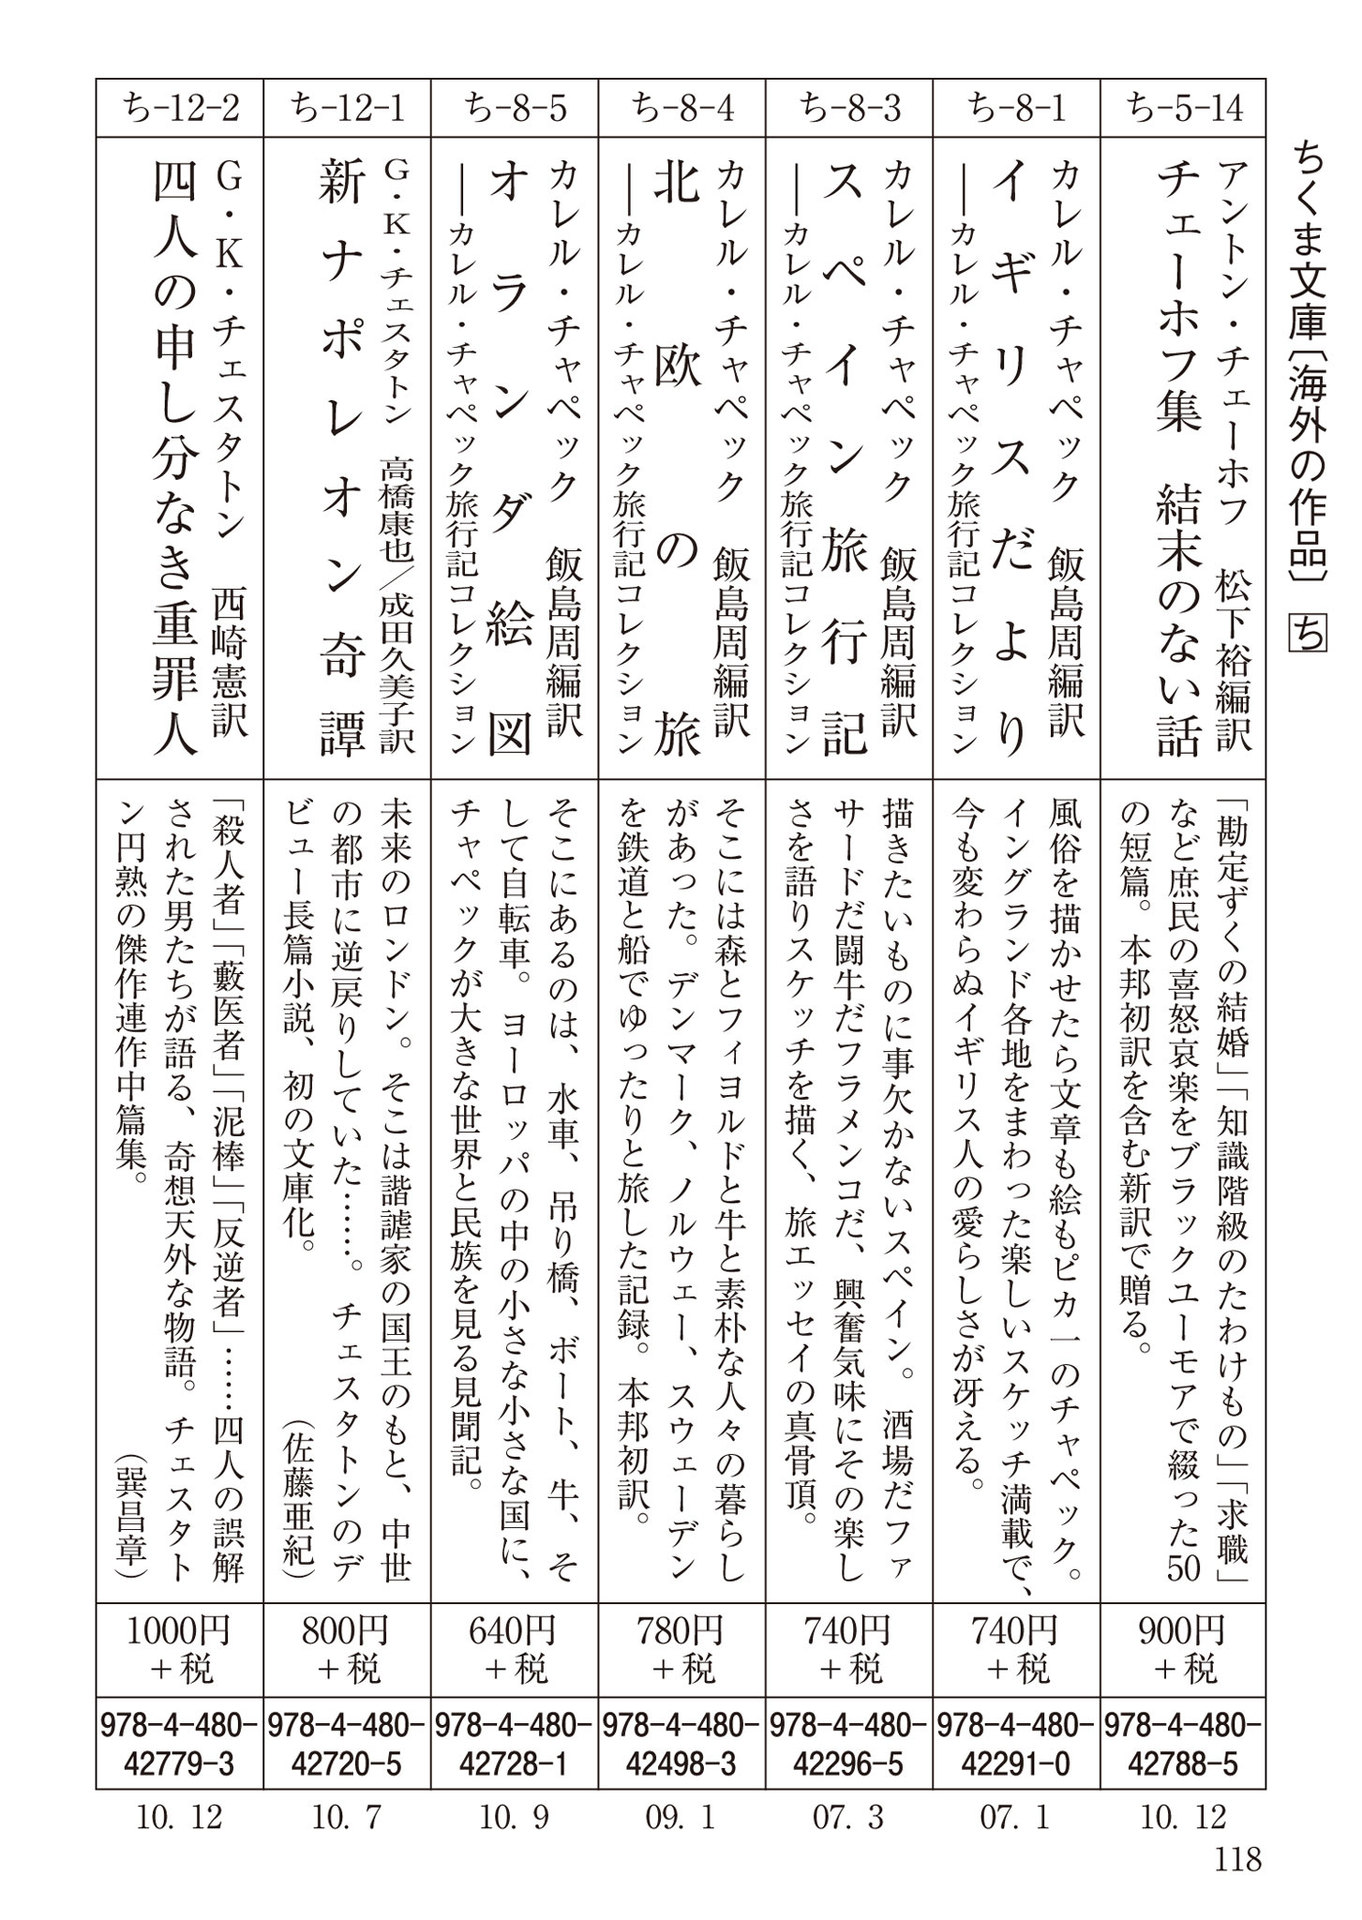 ちくま文庫〔海外の作品〕 ち
ち-5-14
アントン・チェーホフ 松下裕編訳
チェーホフ集 結末のない話
「勘定ずくの結婚」「知識階級のたわけもの」「求職」
など庶民の喜怒哀楽をブラックユーモアで綴った50
の短篇。本邦初訳を含む新訳で贈る。
900円
+税
978-4-480-
42788-5
10. 12
ち-8-1
カレル・チャペック 飯島周編訳
イギリスだより
――カレル・チャペック旅行記コレクション
風俗を描かせたら文章も絵もピカ一のチャペック。
イングランド各地をまわった楽しいスケッチ満載で、
今も変わらぬイギリス人の愛らしさが冴える。
740円
+税
978-4-480-
42291-0
07. 1
ち-8-3
カレル・チャペック 飯島周編訳
スペイン旅行記
――カレル・チャペック旅行記コレクション
描きたいものに事欠かないスペイン。酒場だファ
サードだ闘牛だフラメンコだ、興奮気味にその楽し
さを語りスケッチを描く、旅エッセイの真骨頂。
740円
+税
978-4-480-
42296-5
07. 3
ち-8-4
カレル・チャペック 飯島周編訳
北欧の旅
――カレル・チャペック旅行記コレクション
そこには森とフィヨルドと牛と素朴な人々の暮らし
があった。デンマーク、ノルウェー、スウェーデン
を鉄道と船でゆったりと旅した記録。本邦初訳。
780円
+税
978-4-480-
42498-3
09. 1
ち-8-5
カレル・チャペック 飯島周編訳
オランダ絵図
――カレル・チャペック旅行記コレクション
そこにあるのは、水車、吊り橋、ボート、牛、そ
して自転車。ヨーロッパの中の小さな小さな国に、
チャペックが大きな世界と民族を見る見聞記。
640円
+税
978-4-480-
42728-1
10. 9
ち-12-1
G・K・チェスタトン 高橋康也／成田久美子訳
新ナポレオン奇譚
未来のロンドン。そこは諧謔家の国王のもと、中世
の都市に逆戻りしていた……。チェスタトンのデ
ビュー長篇小説、初の文庫化。 （佐藤亜紀）
800円
+税
978-4-480-
42720-5
10. 7
ち-12-2
G・K・チェスタトン 西崎憲訳
四人の申し分なき重罪人
「殺人者」「藪医者」「泥棒」「反逆者」……四人の誤解
された男たちが語る、奇想天外な物語。チェスタト
ン円熟の傑作連作中篇集。 （巽昌章）
1000円
+税
978-4-480-
42779-3
10. 12
118